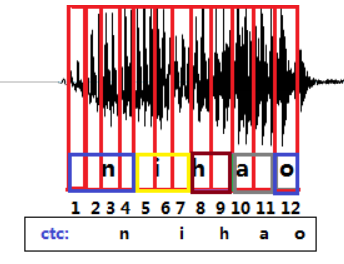 n i h a o
1 2 3 4 5 6 7 8 9 10 11 12
ctc: n i h a o